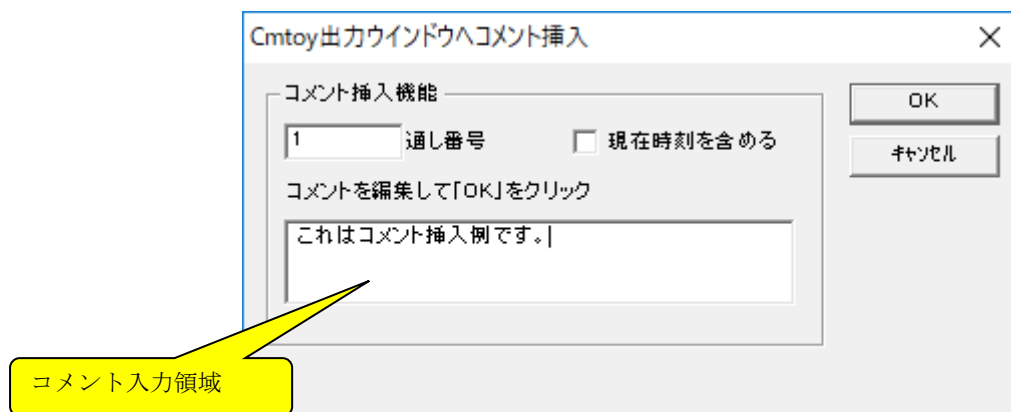 Cmtoy出力ウインドウへコメント挿入
コメント挿入機能
OK
1 通し番号 現在時刻を含める
キャンセル
コメントを編集して「OK」をクリック
これはコメント挿入例です。
コメント入力領域